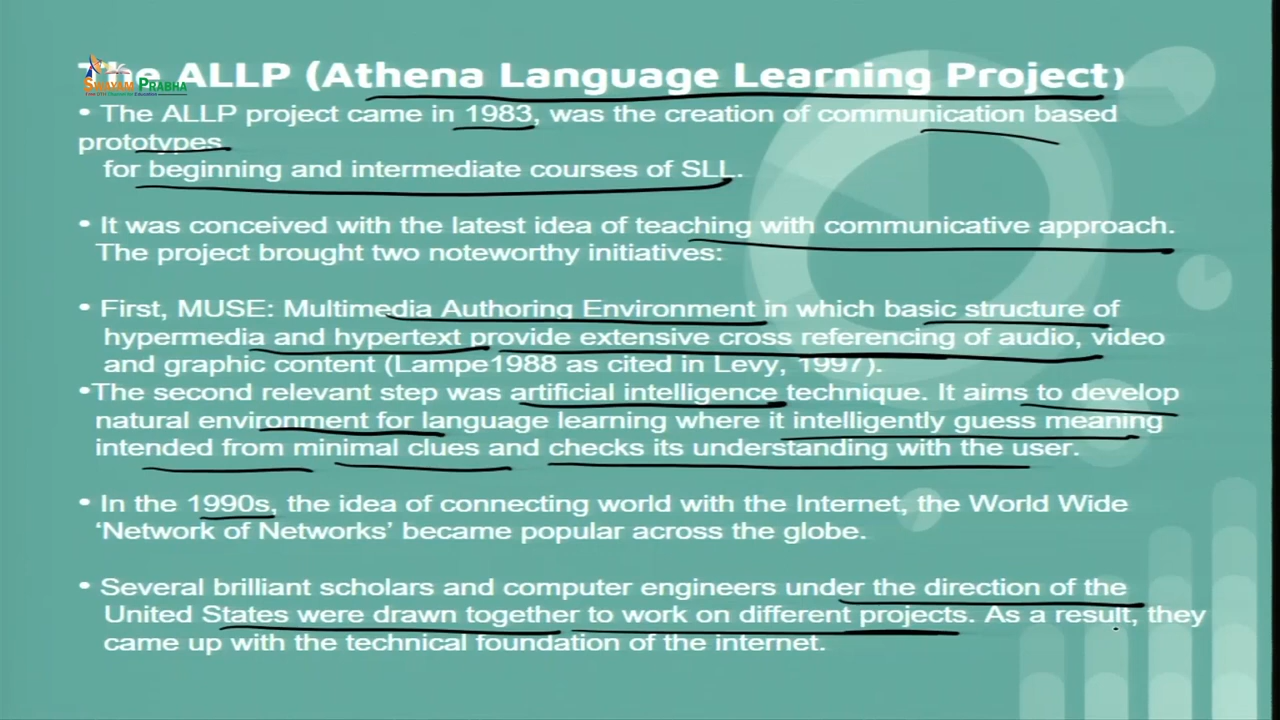 The ALLP (Athena Language Learning Project)
SWAYAM PRABHA
• The ALLP project came in 1983, was the creation of communication based
prototypes
for beginning and intermediate courses of SLL.
• It was conceived with the latest idea of teaching with communicative approach.
The project brought two noteworthy initiatives:
• First, MUSE: Multimedia Authoring Environment in which basic structure of
hypermedia and hypertext provide extensive cross referencing of audio, video
and graphic content (Lampe1988 as cited in Levy, 1997).
•The second relevant step was artificial intelligence technique. It aims to develop
natural environment for language learning where it intelligently guess meaning
intended from minimal clues and checks its understanding with the user.
• In the 1990s, the idea of connecting world with the Internet, the World Wide
‘Network of Networks’ became popular across the globe.
• Several brilliant scholars and computer engineers under the direction of the
United States were drawn together to work on different projects. As a result, they
came up with the technical foundation of the internet.